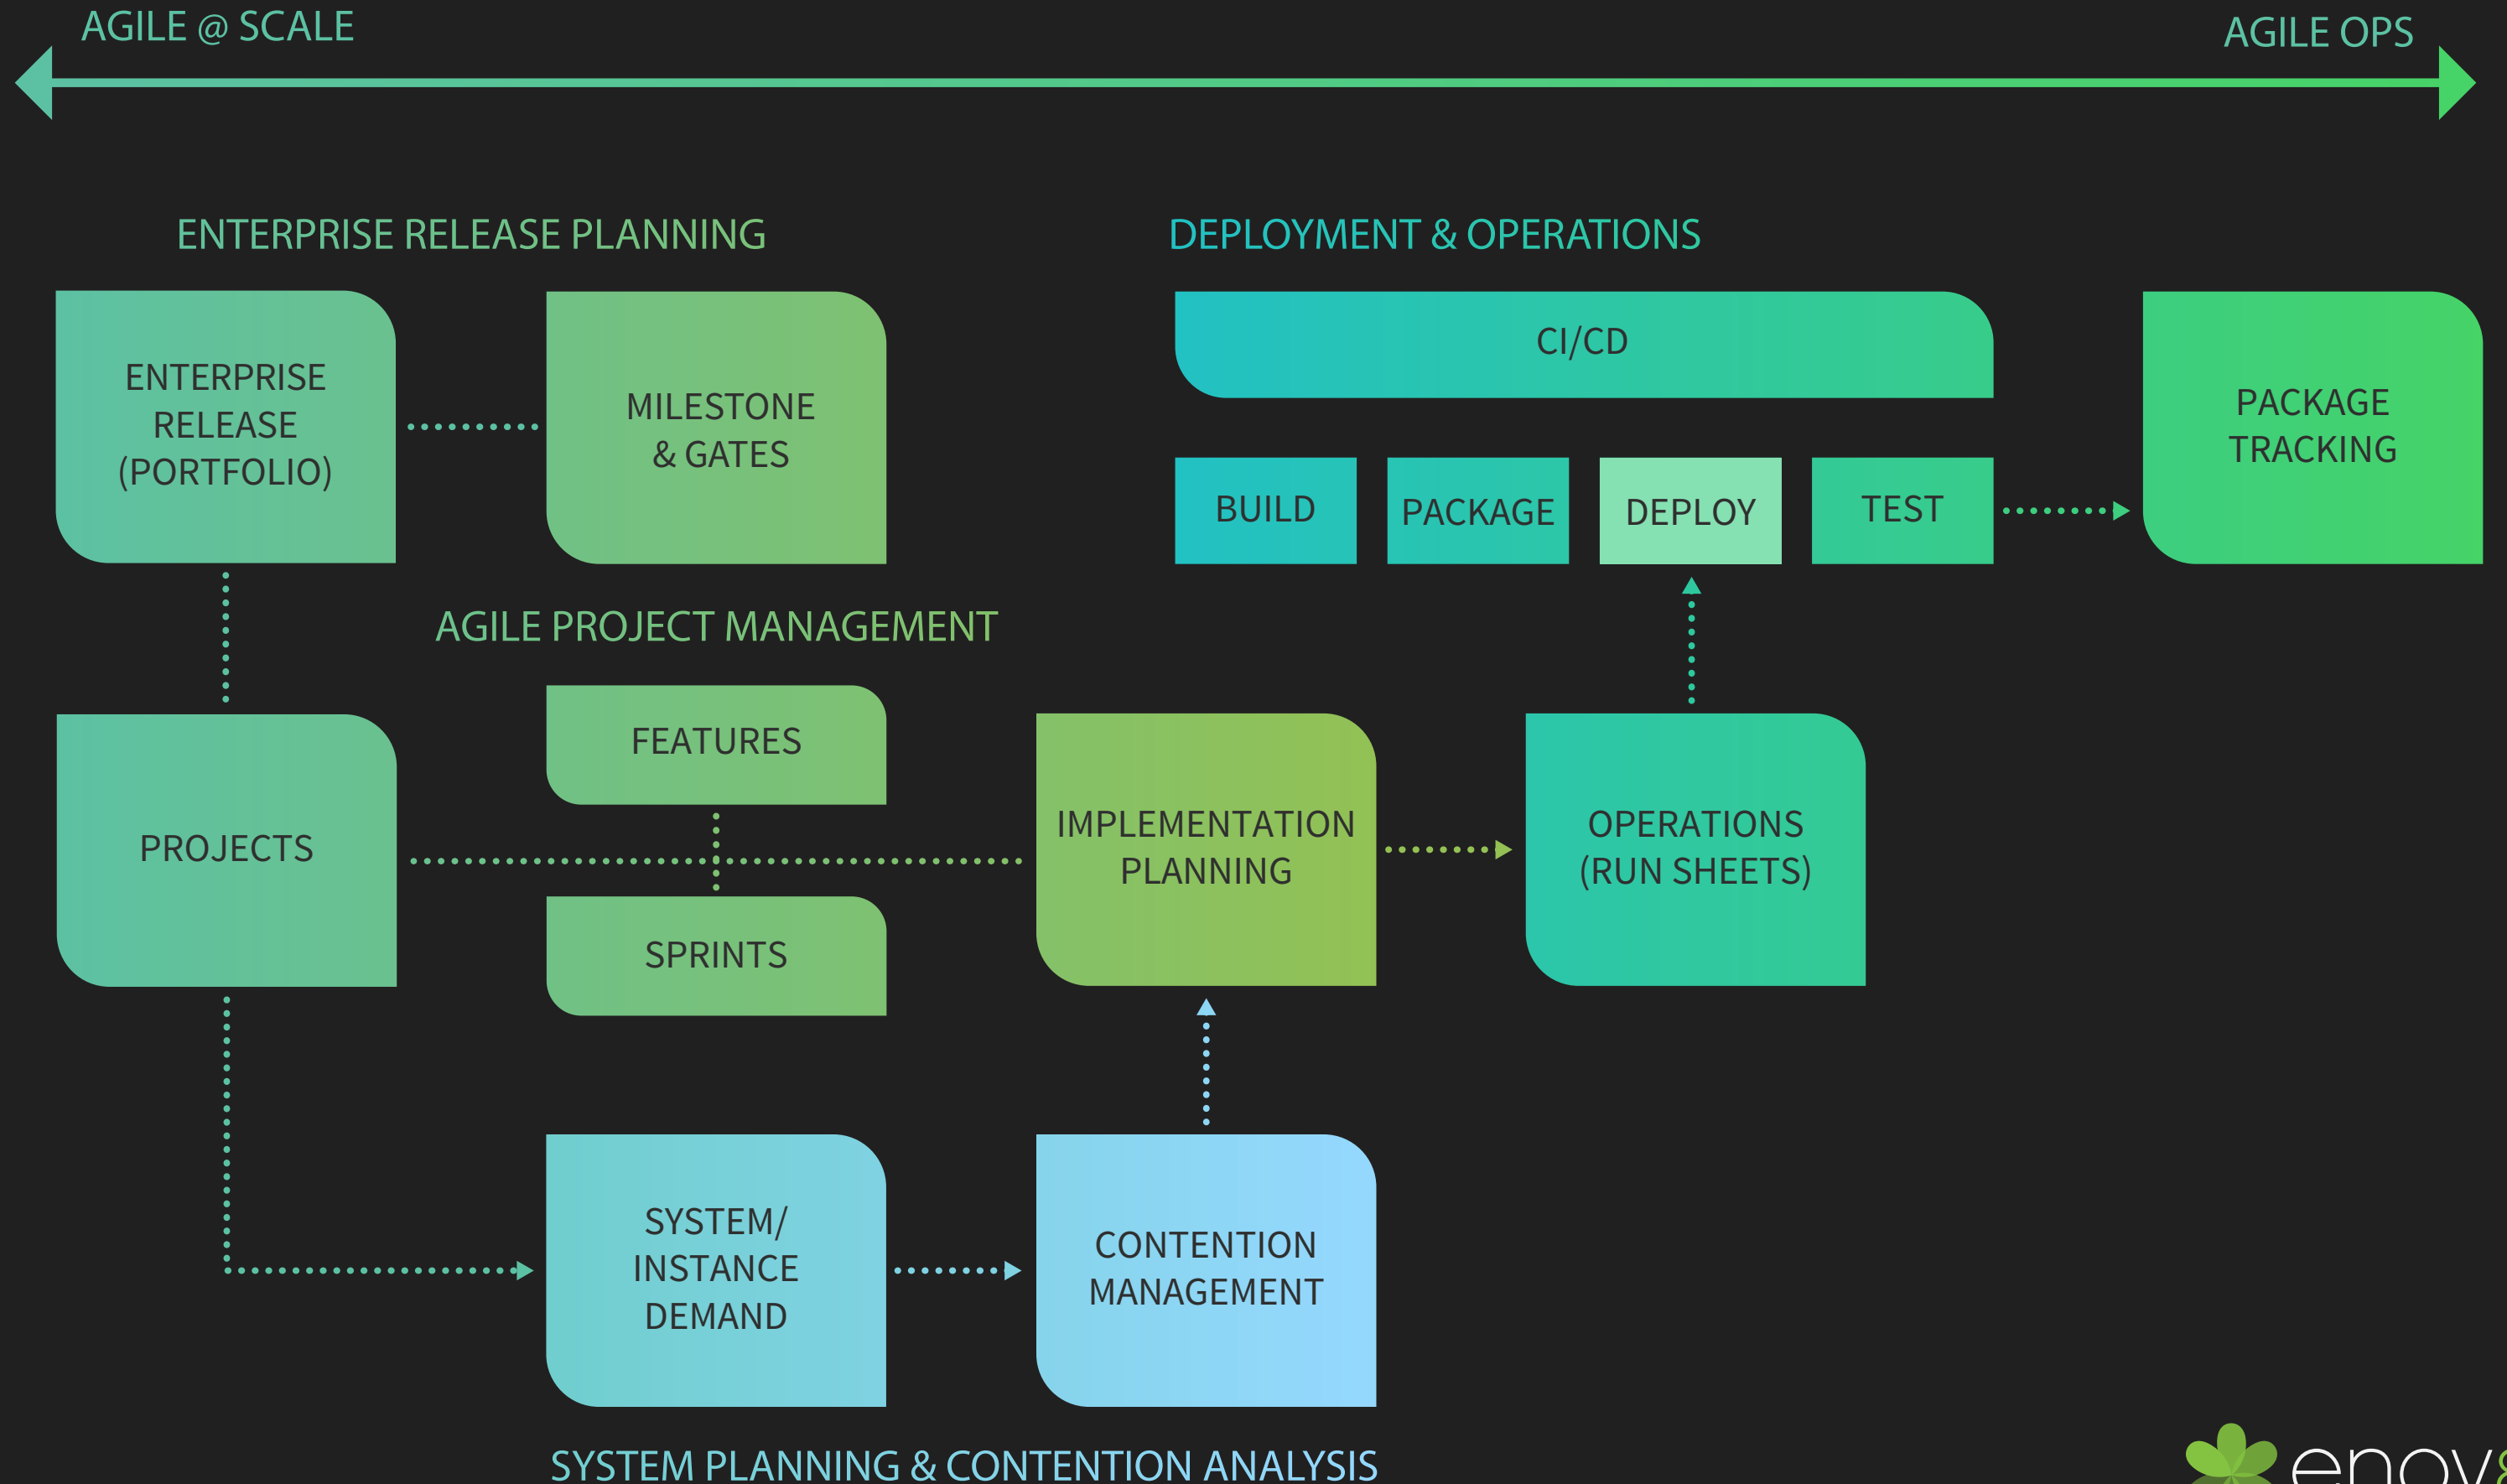 AGILE @ SCALE
AGILE OPS
ENTERPRISE RELEASE PLANNING
DEPLOYMENT & OPERATIONS
ENTERPRISE
RELEASE
(PORTFOLIO)
MILESTONE
& GATES
CI/CD
BUILD
PACKAGE
DEPLOY
TEST
PACKAGE
TRACKING
AGILE PROJECT MANAGEMENT
PROJECTS
FEATURES
SPRINTS
IMPLEMENTATION
PLANNING
OPERATIONS
(RUN SHEETS)
SYSTEM/
INSTANCE
DEMAND
CONTENTION
MANAGEMENT
SYSTEM PLANNING & CONTENTION ANALYSIS